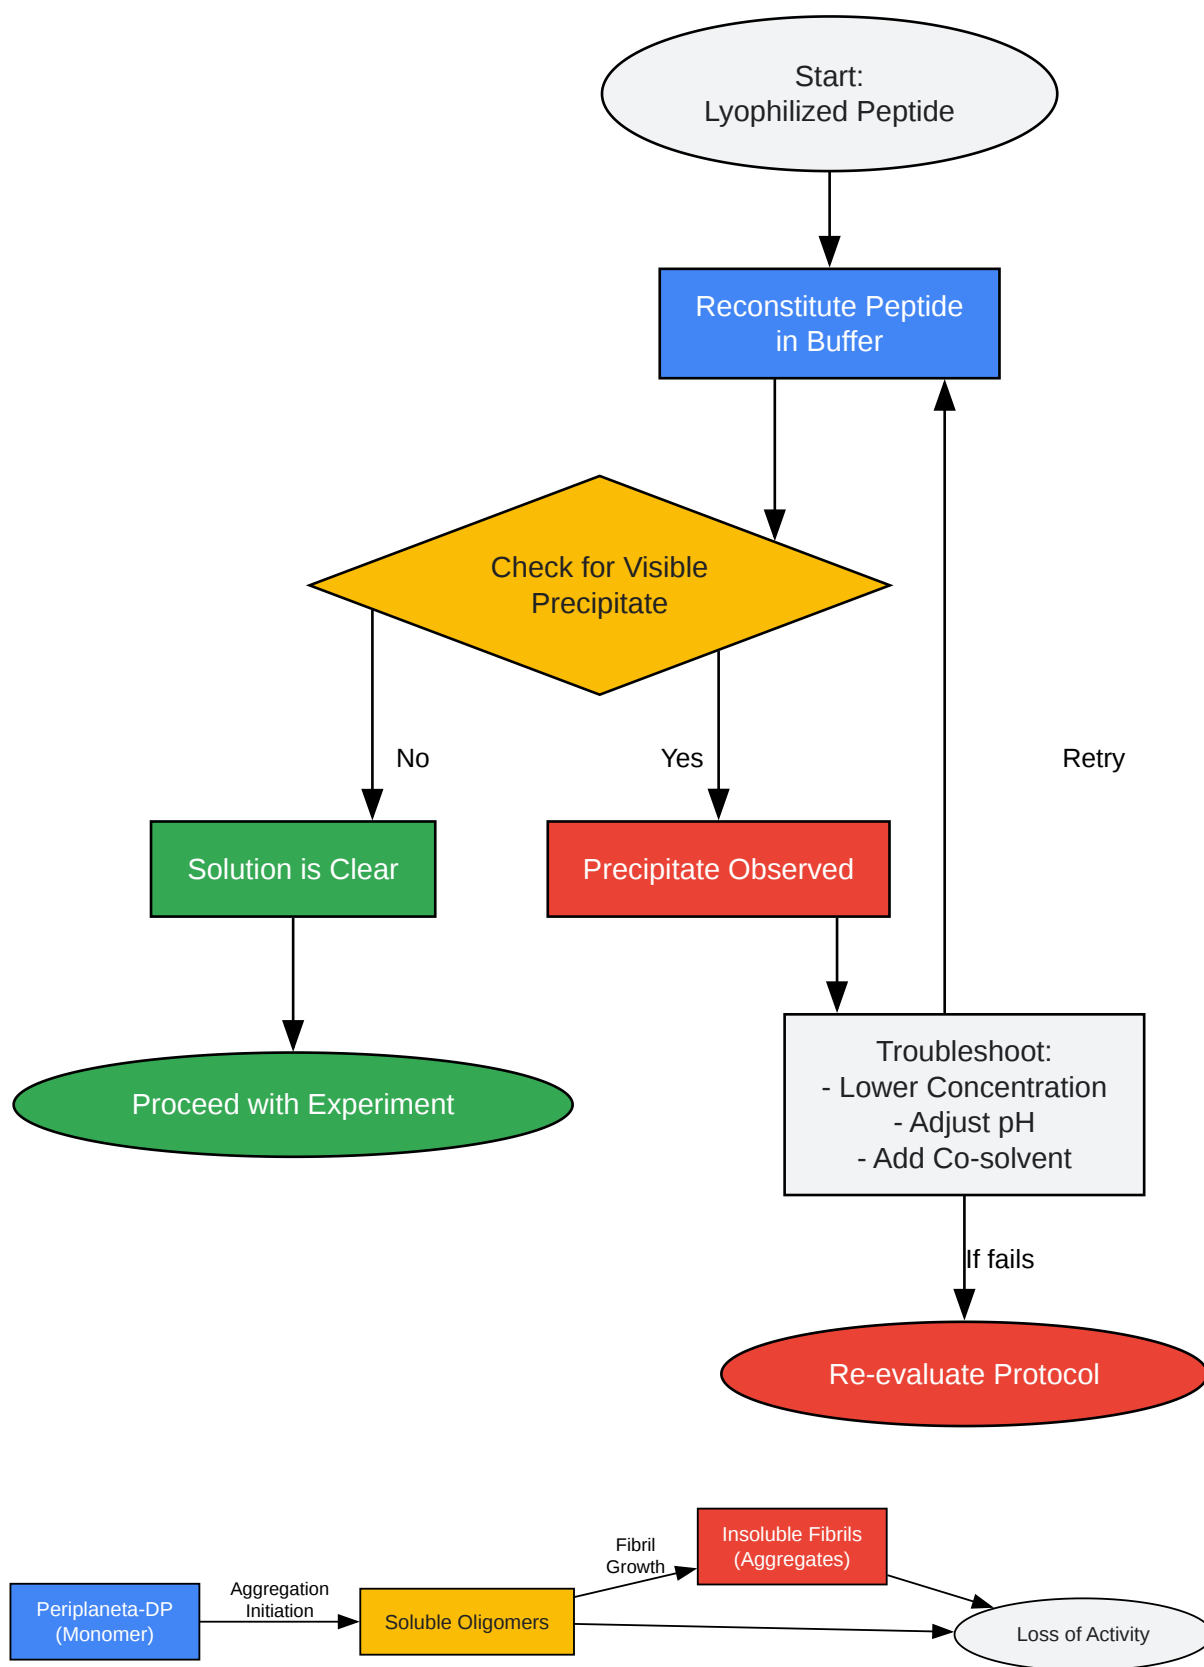 Start:
Lyophilized Peptide
Reconstitute Peptide
in Buffer
Check for Visible
Precipitate
No
Yes
Retry
Solution is Clear
Precipitate Observed
Troubleshoot:
- Lower Concentration
- Adjust pH
- Add Co-solvent
Proceed with Experiment
If fails
Re-evaluate Protocol
Periplaneta-DP
(Monomer)
Aggregation
Initiation
Soluble Oligomers
Fibril
Growth
Insoluble Fibrils
(Aggregates)
Loss of Activity